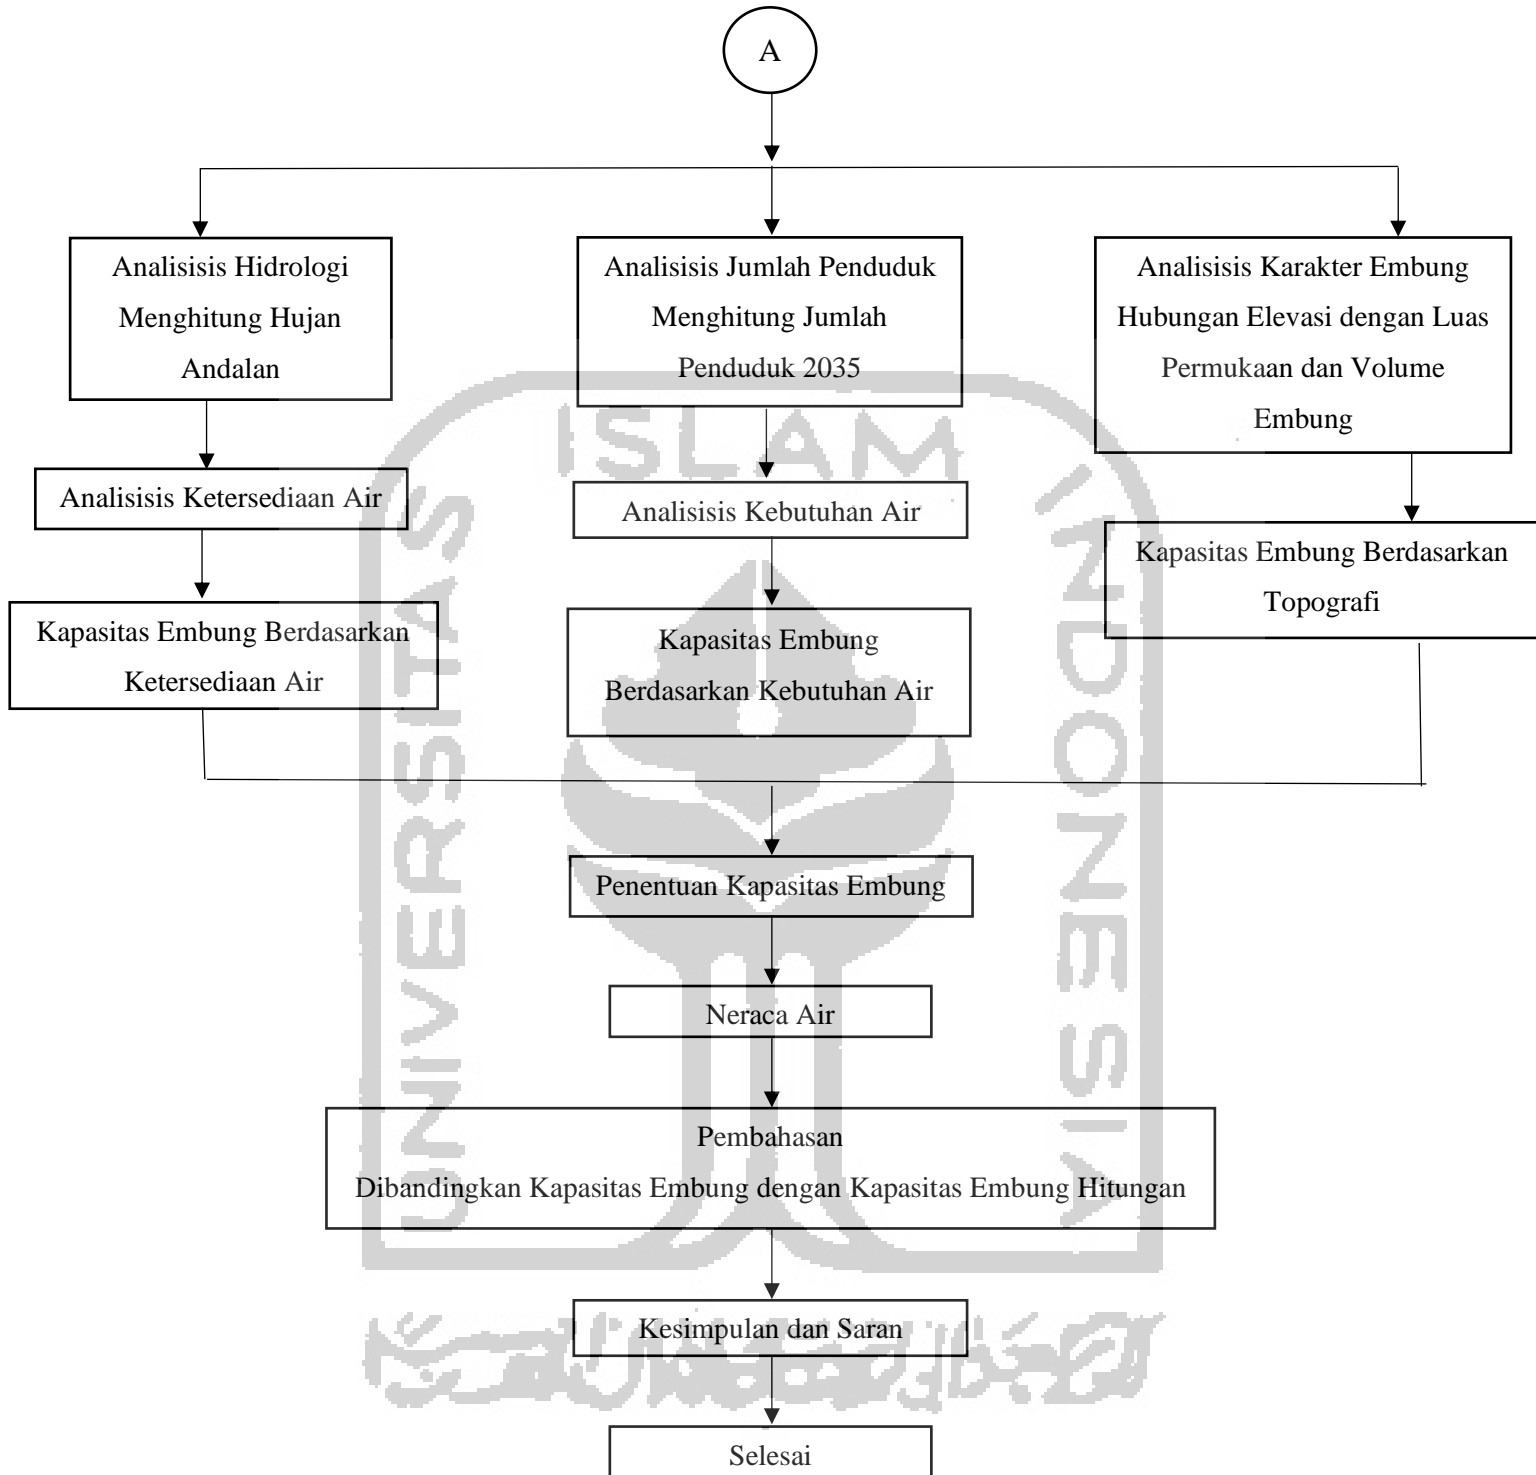 A
Analisisis Hidrologi
Menghitung Hujan
Andalan
Analisisis Jumlah Penduduk
Menghitung Jumlah
Penduduk 2035
Analisisis Karakter Embung
Hubungan Elevasi dengan Luas
Permukaan dan Volume
Embung
Analisisis Ketersediaan Air
Analisisis Kebutuhan Air
Kapasitas Embung Berdasarkan
Topografi
Kapasitas Embung Berdasarkan
Ketersediaan Air
Kapasitas Embung
Berdasarkan Kebutuhan Air
Penentuan Kapasitas Embung
Neraca Air
Pembahasan
Dibandingkan Kapasitas Embung dengan Kapasitas Embung Hitungan
Kesimpulan dan Saran
Selesai
UNIVERSITAS
ISLAM
INDONESIA